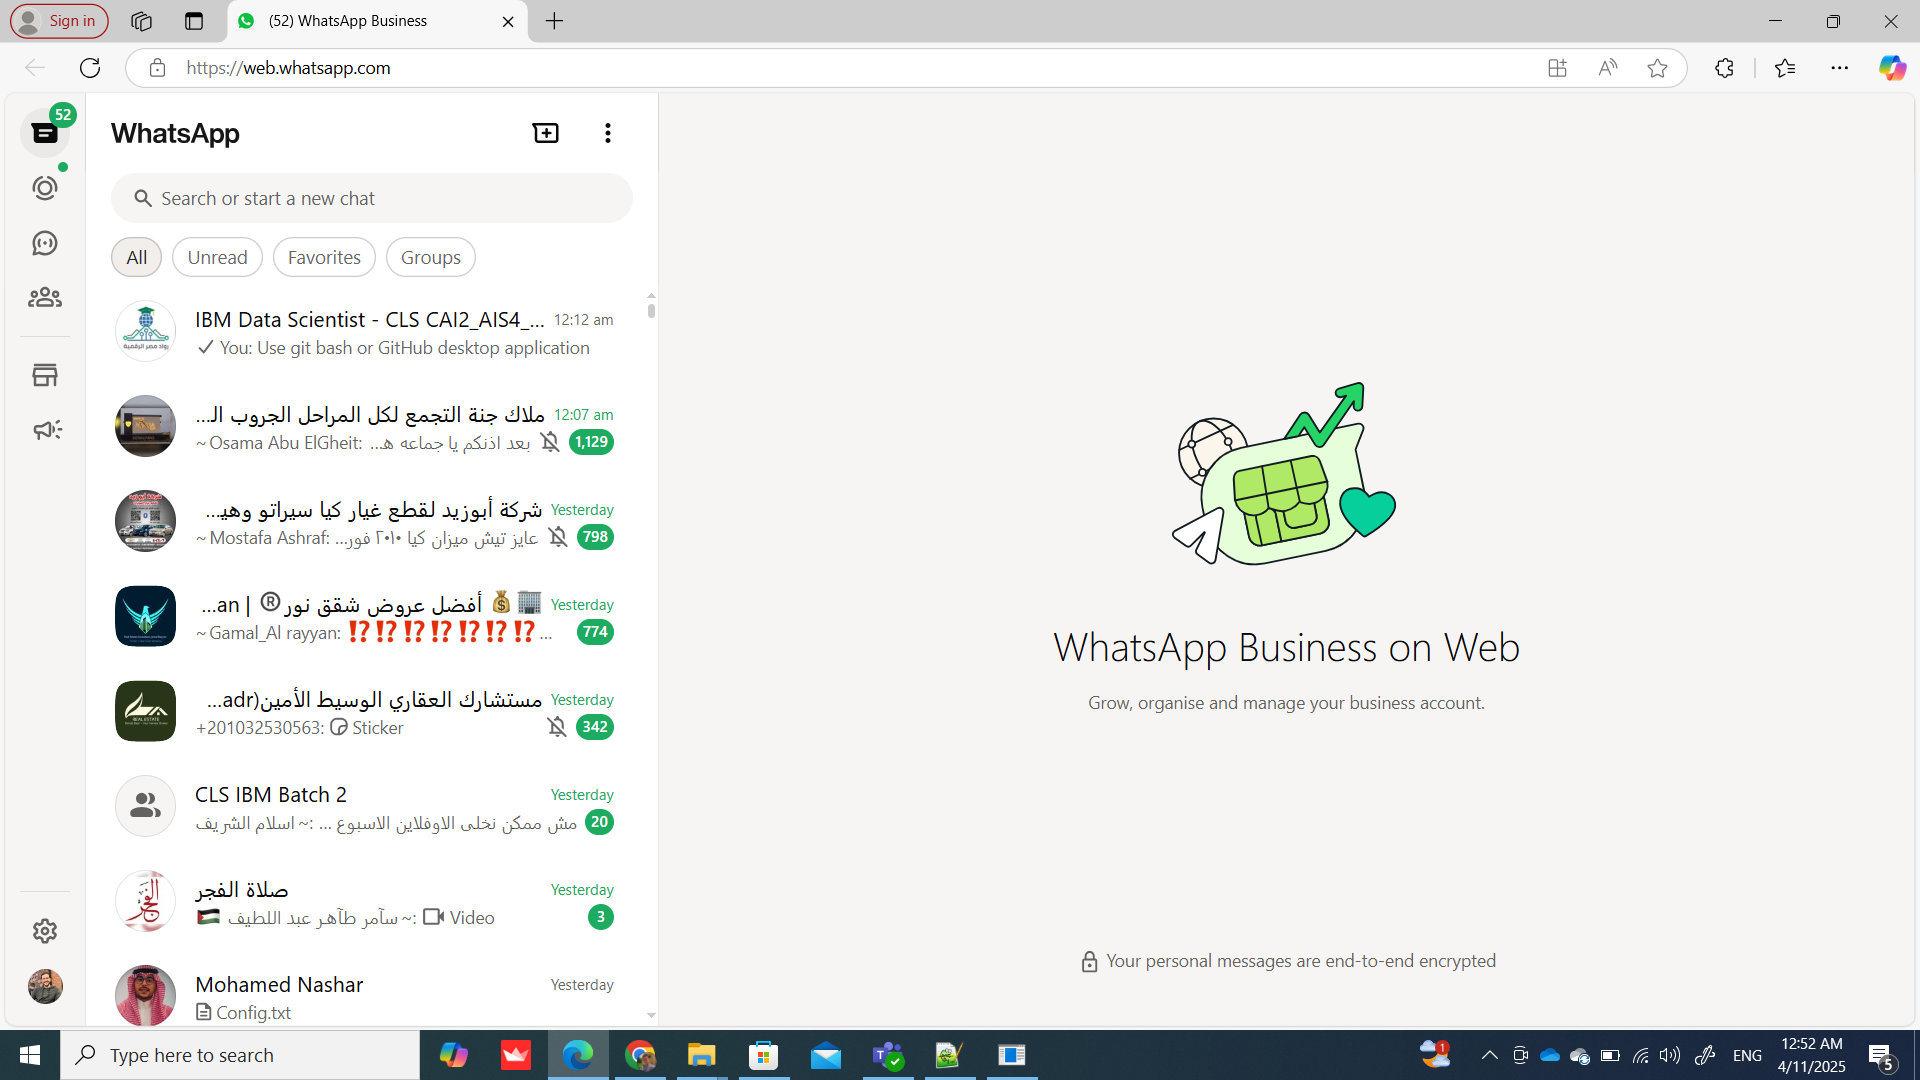 Sign in
(52) WhatsApp Business
https://web.whatsapp.com
52
WhatsApp
Search or start a new chat
All
Unread
Favorites
Groups
IBM Data Scientist - CLS CAI2_AIS4_... 12:12 am
You: Use git bash or GitHub desktop application
ملاك جنة التجمع لكل المراحل الجروب الـ... 12:07 am
~ Osama Abu ElGheit: بعد اذنكم يا جماعه هـ... 1,129
شركة أبوزيد لقطع غيار كيا سيراتو وهيـ... Yesterday
~ Mostafa Ashraf: عايز تيش ميزان كيا ٢٠١٠ فور... 798
🏢💰 أفضل عروض شقق نور® | an... Yesterday
~ Gamal_Al rayyan: ⁉️⁉️⁉️⁉️⁉️⁉️⁉️... 774
مستشارك العقاري الوسيط الأمين(adr... Yesterday
+201032530563: Sticker 342
CLS IBM Batch 2 Yesterday
~ اسلام الشريف: مش ممكن نخلى الاوفلاين الاسبوع ... 20
صلاة الفجر Yesterday
🇵🇸 سآمر طآهر عبد اللطيف ~: Video 3
Mohamed Nashar Yesterday
Config.txt
WhatsApp Business on Web
Grow, organise and manage your business account.
Your personal messages are end-to-end encrypted
Type here to search
1
ENG
12:52 AM
4/11/2025
5